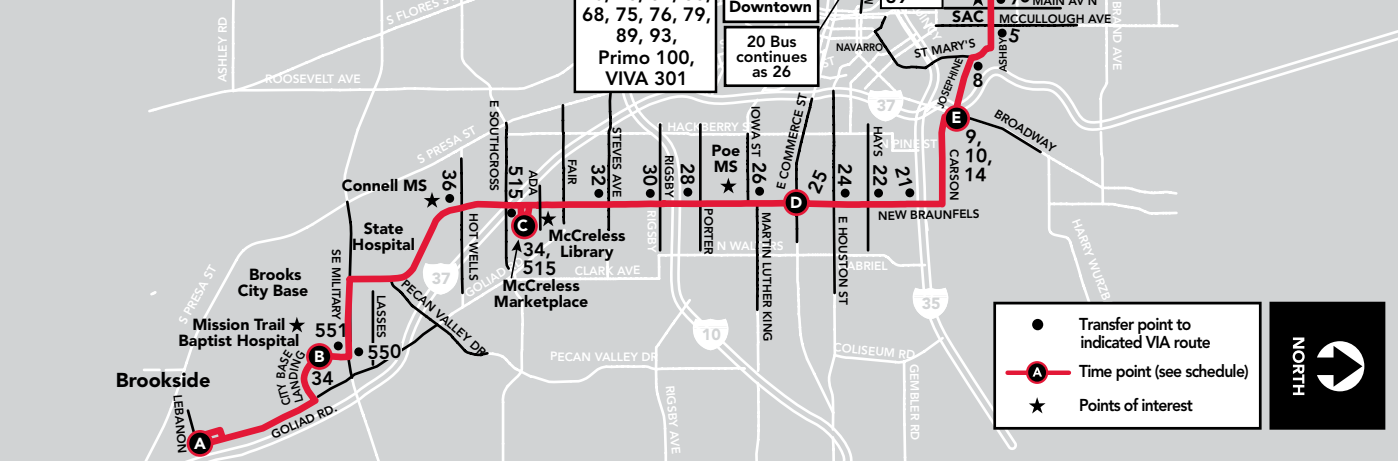 68, 75, 76, 79,
89, 93,
Primo 100,
VIVA 301
Downtown
20 Bus
continues
as 26
SAC
MAIN AV N
MCCULLOUGH AVE
5
ASHBY
NAVARRO
ST MARY'S
8
JOSEPHINE
ASHLEY RD
S FLORES ST
ROOSEVELT AVE
S PRESA ST
37
HACKBERRY S
N PINE ST
E
BROADWAY
9,
10,
14
CARSON
E SOUTHCROSS
515
ADA
FAIR
32
STEVES AVE
30
RIGSBY
28
Poe
MS
IOWA ST
26
E COMMERCE ST
D
25
24
HAYS
22
21
NEW BRAUNFELS
Connell MS
36
HOT WELLS
C
34,
515
McCreless
Library
McCreless
Marketplace
RIGSBY
PORTER
MARTIN LUTHER KING
N WALTERS
E HOUSTON ST
GABRIEL
CLARK AVE
GOLIAD RD
37
State
Hospital
Brooks
City Base
SE MILITARY
LASSES
PECAN VALLEY DR
S PRESA ST
Mission Trail
Baptist Hospital
551
B
550
CITY BASE
LANDING
34
Brookside
LEBANON
A
GOLIAD RD.
PECAN VALLEY DR
RIGSBY AVE
10
COLISEUM RD
GEMBLER RD
35
HARRY WURZB
Transfer point to
indicated VIA route
A
Time point (see schedule)
Points of interest
NORTH